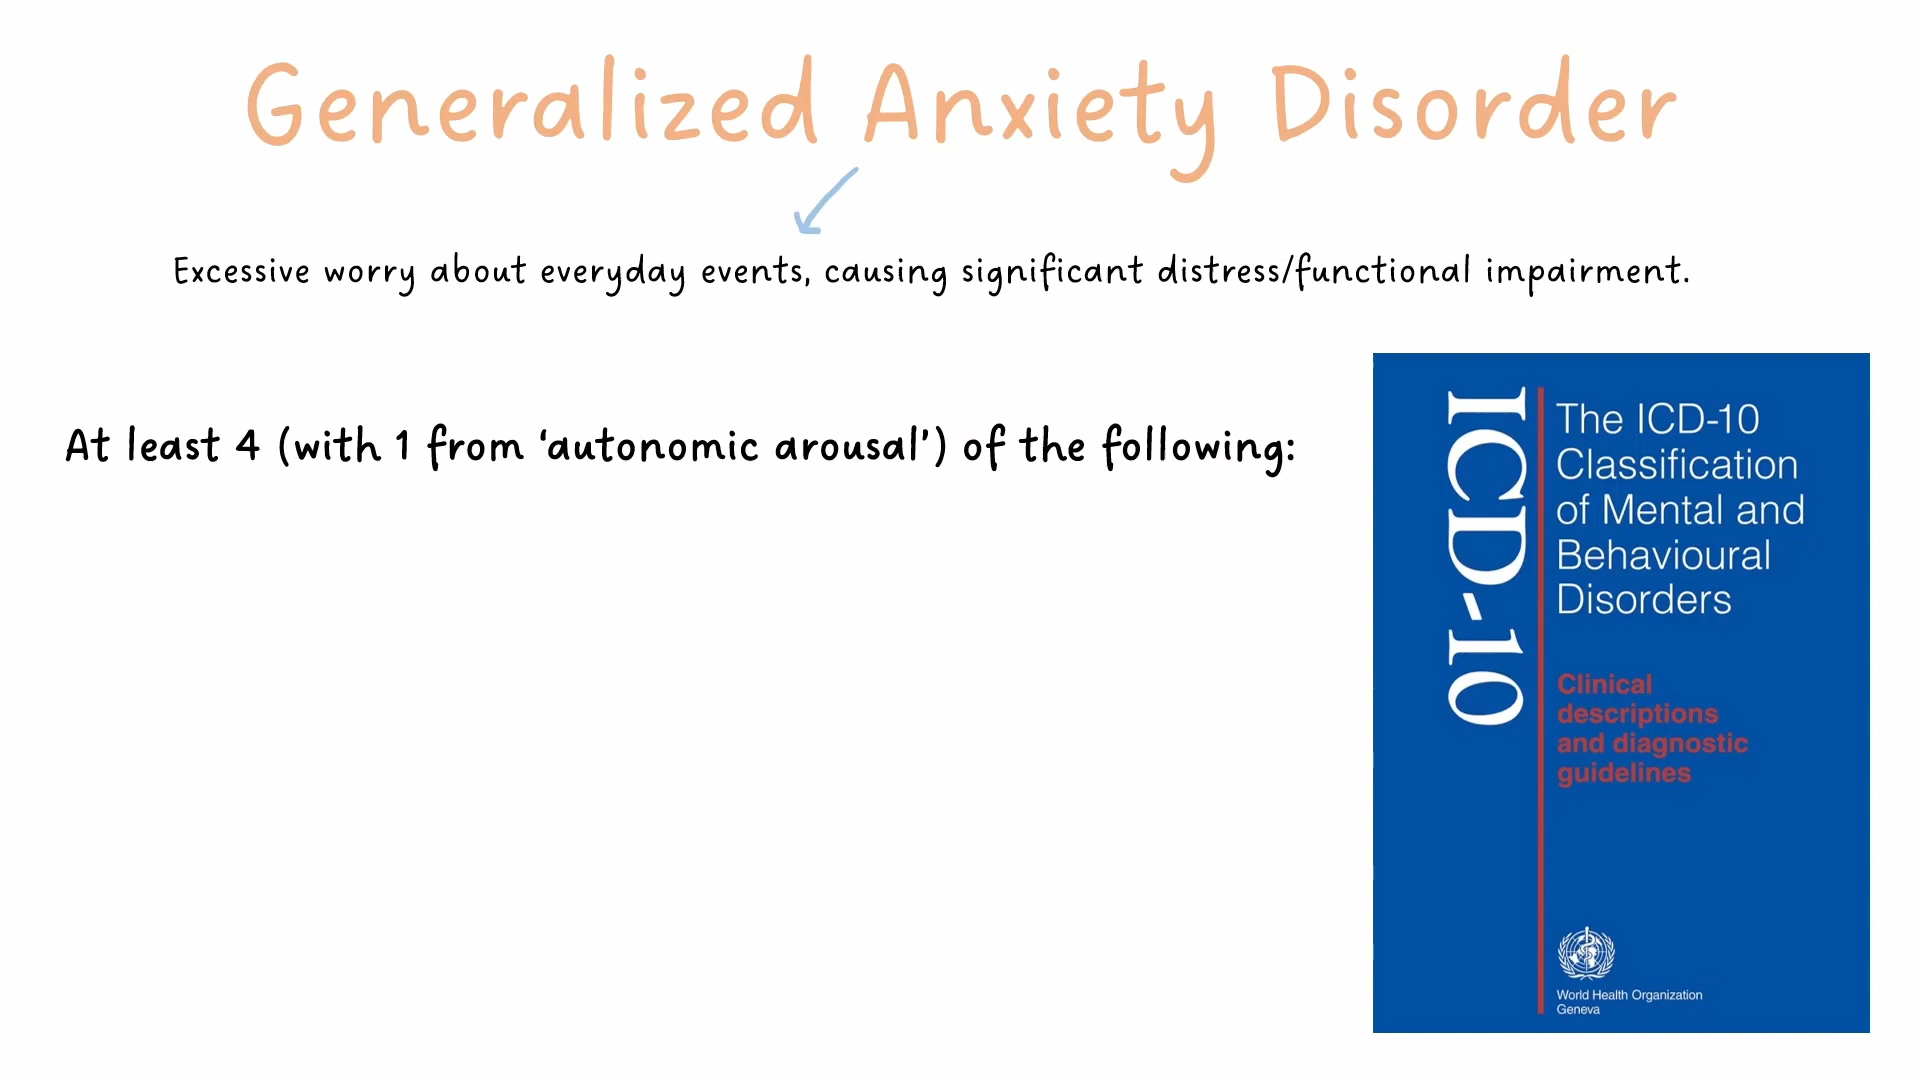 Generalized Anxiety Disorder
Excessive worry about everyday events, causing significant distress/functional impairment.
At least 4 (with 1 from ‘autonomic arousal’) of the following:
ICD-10
The ICD-10
Classification
of Mental and
Behavioural
Disorders
Clinical
descriptions
and diagnostic
guidelines
World Health Organization
Geneva